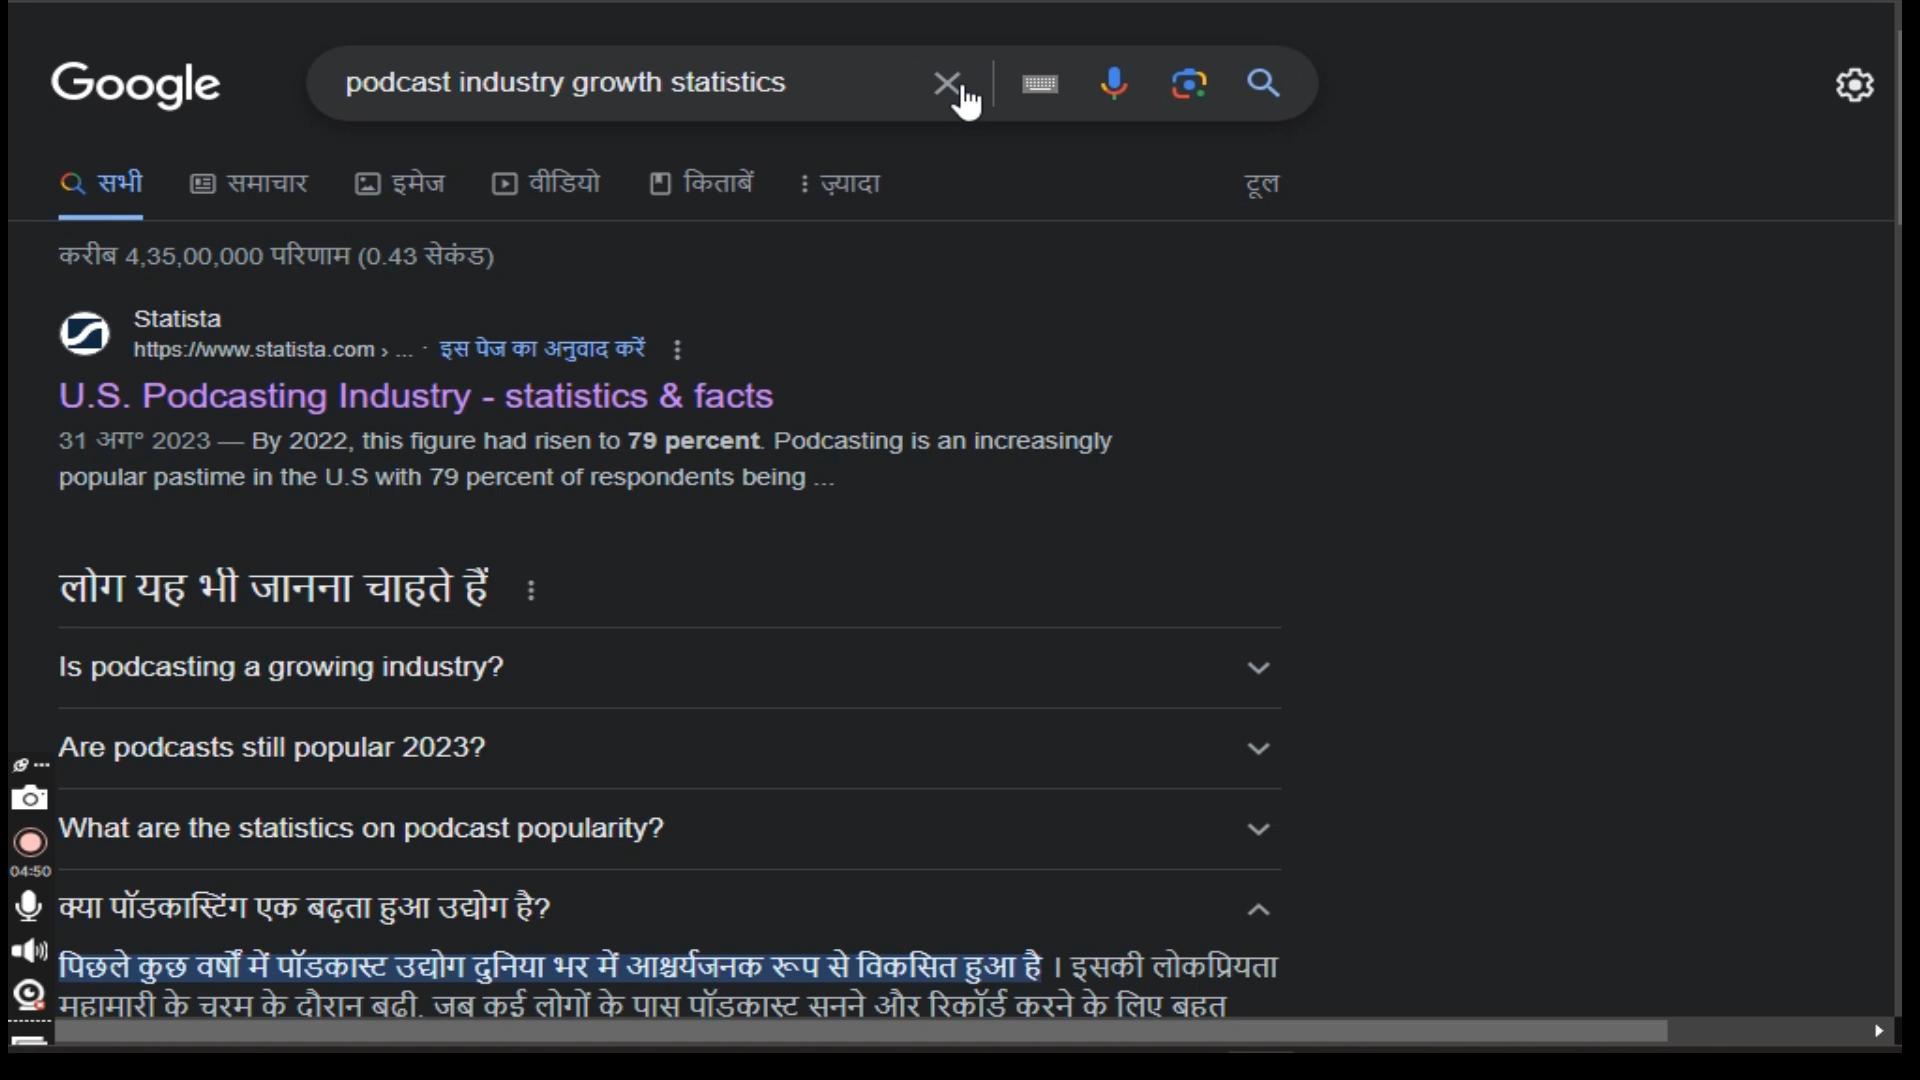 Google
podcast industry growth statistics
सभी
समाचार
इमेज
वीडियो
किताबें
ज़्यादा
टूल
करीब 4,35,00,000 परिणाम (0.43 सेकंड)
Statista
https://www.statista.com › ... · इस पेज का अनुवाद करें
U.S. Podcasting Industry - statistics & facts
31 अग॰ 2023 — By 2022, this figure had risen to 79 percent. Podcasting is an increasingly
popular pastime in the U.S with 79 percent of respondents being ...
लोग यह भी जानना चाहते हैं
Is podcasting a growing industry?
Are podcasts still popular 2023?
What are the statistics on podcast popularity?
04:50
क्या पॉडकास्टिंग एक बढ़ता हुआ उद्योग है?
पिछले कुछ वर्षों में पॉडकास्ट उद्योग दुनिया भर में आश्चर्यजनक रूप से विकसित हुआ है । इसकी लोकप्रियता
महामारी के चरम के दौरान बढ़ी, जब कई लोगों के पास पॉडकास्ट सुनने और रिकॉर्ड करने के लिए बहुत